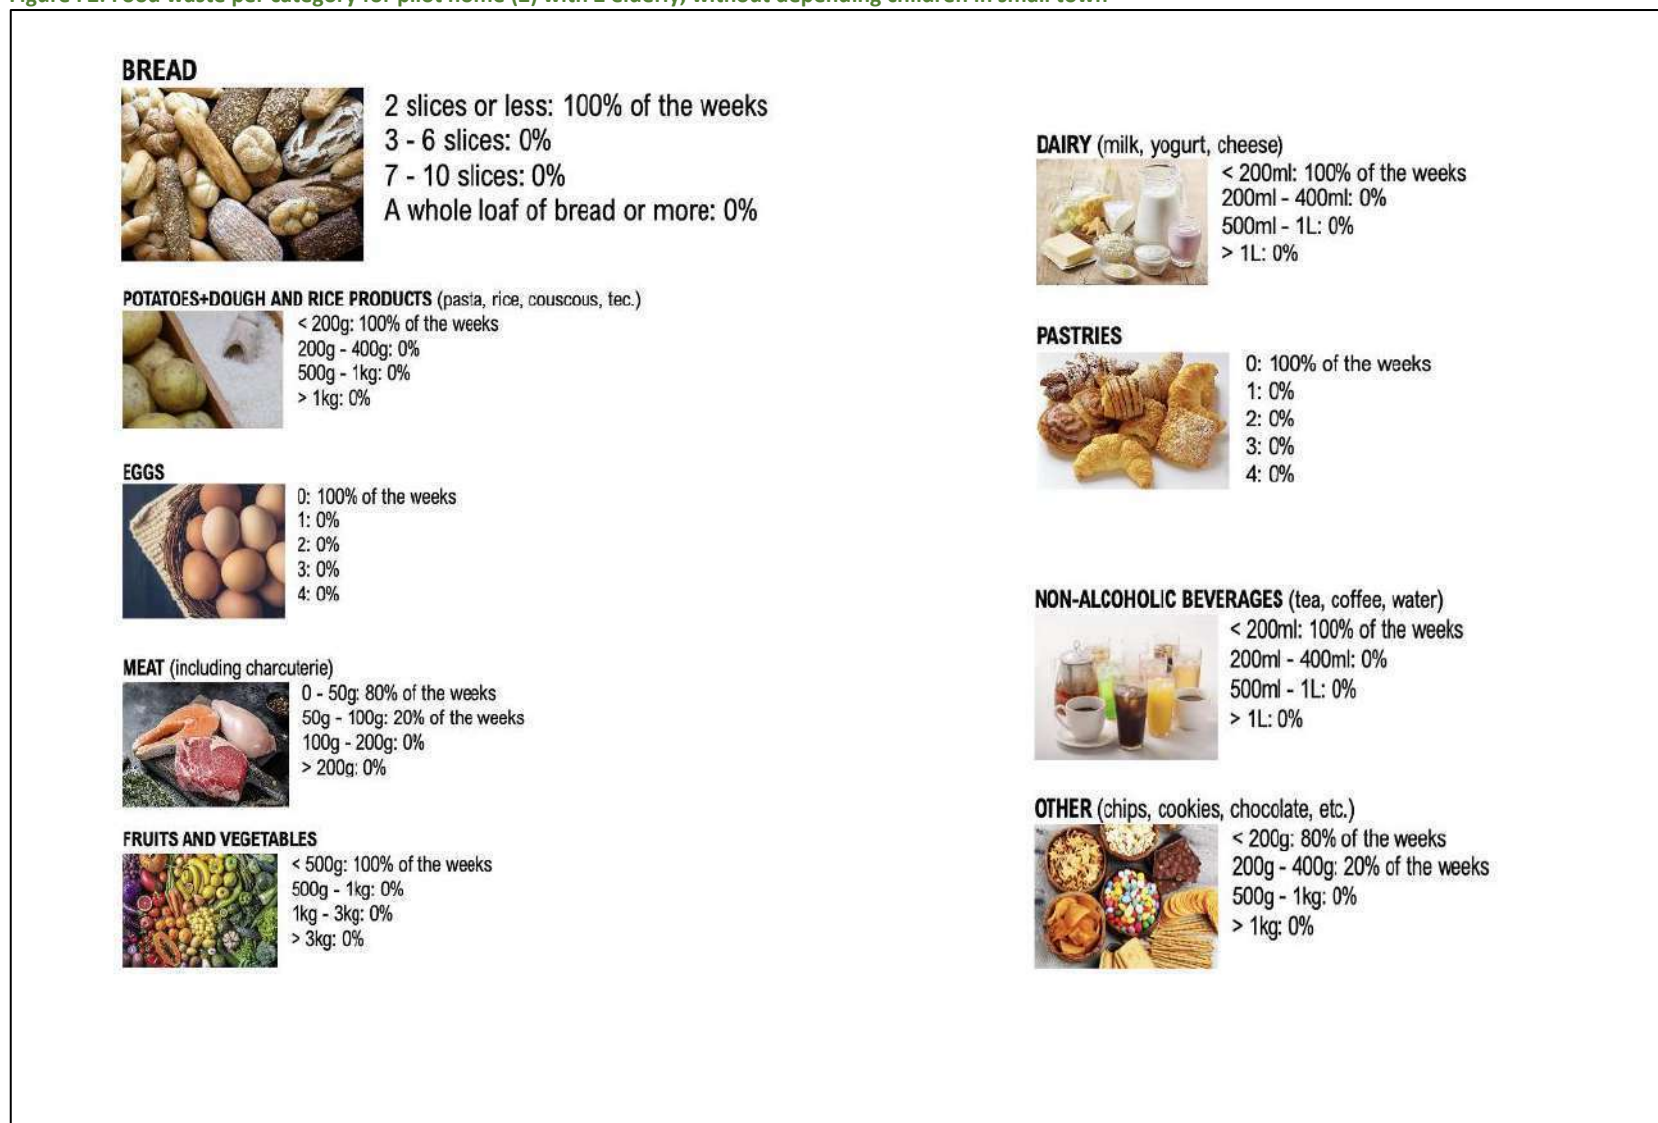 BREAD
2 slices or less: 100% of the weeks
3 - 6 slices: 0%
7 - 10 slices: 0%
A whole loaf of bread or more: 0%
POTATOES+DOUGH AND RICE PRODUCTS (pasta, rice, couscous, tec.)
< 200g: 100% of the weeks
200g - 400g: 0%
500g - 1kg: 0%
> 1kg: 0%
EGGS
0: 100% of the weeks
1: 0%
2: 0%
3: 0%
4: 0%
MEAT (including charcuterie)
0 - 50g: 80% of the weeks
50g - 100g: 20% of the weeks
100g - 200g: 0%
> 200g: 0%
FRUITS AND VEGETABLES
< 500g: 100% of the weeks
500g - 1kg: 0%
1kg - 3kg: 0%
> 3kg: 0%
DAIRY (milk, yogurt, cheese)
< 200ml: 100% of the weeks
200ml - 400ml: 0%
500ml - 1L: 0%
> 1L: 0%
PASTRIES
0: 100% of the weeks
1: 0%
2: 0%
3: 0%
4: 0%
NON-ALCOHOLIC BEVERAGES (tea, coffee, water)
< 200ml: 100% of the weeks
200ml - 400ml: 0%
500ml - 1L: 0%
> 1L: 0%
OTHER (chips, cookies, chocolate, etc.)
< 200g: 80% of the weeks
200g - 400g: 20% of the weeks
500g - 1kg: 0%
> 1kg: 0%